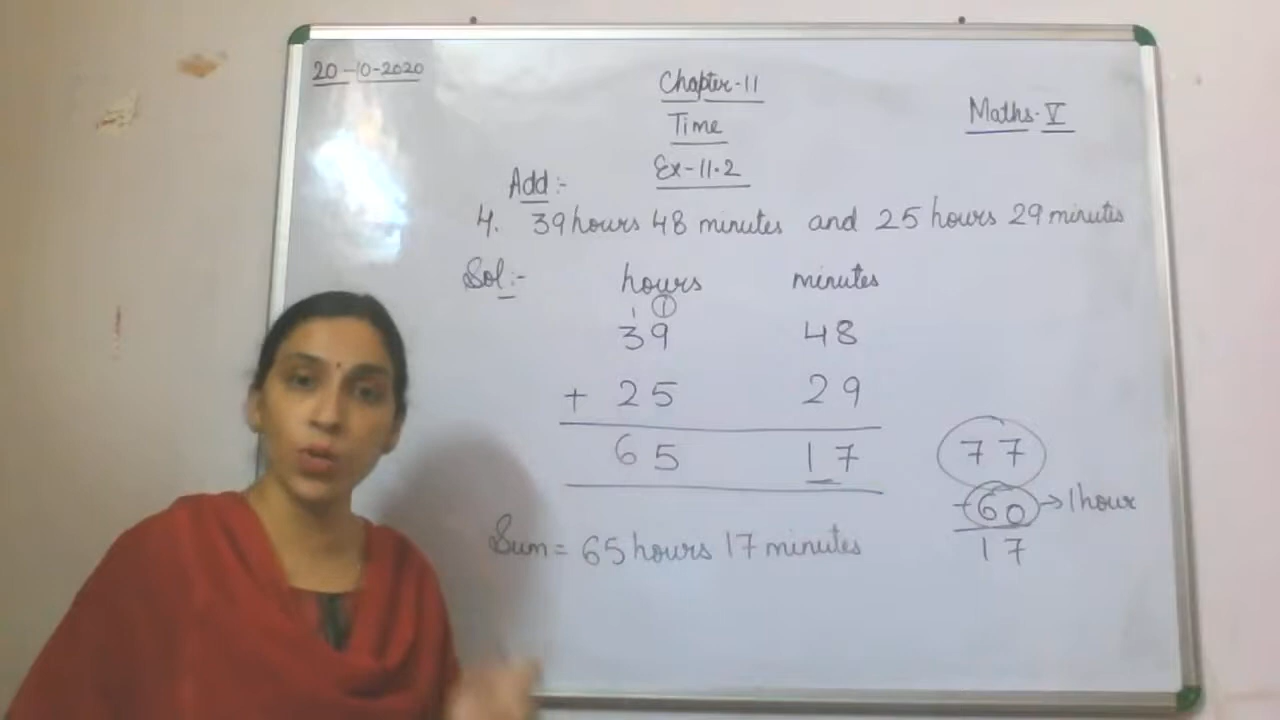 20-10-2020
Chapter-11
Maths-V
Time
Ex-11.2
Add:-
4. 39 hours 48 minutes and 25 hours 29 minutes
Sol:- hours minutes
1 1
39 48
+ 25 29
65 17
77
-60 → 1 hour
17
Sum = 65 hours 17 minutes